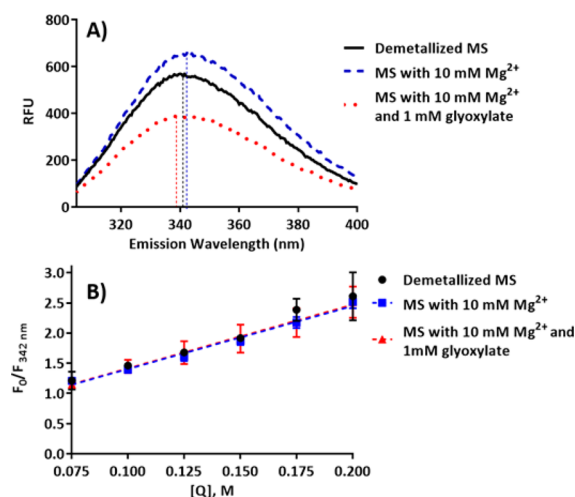 A)
800
600
400
200
0
RFU
320 340 360 380 400
Emission Wavelength (nm)
Demetallized MS
MS with 10 mM Mg2+
MS with 10 mM Mg2+
and 1 mM glyoxylate
B)
3.0
2.5
2.0
1.5
1.0
0.5
0.0
F0/F342 nm
0.075 0.100 0.125 0.150 0.175 0.200
[Q], M
Demetallized MS
MS with 10 mM Mg2+
MS with 10 mM Mg2+ and
1mM glyoxylate